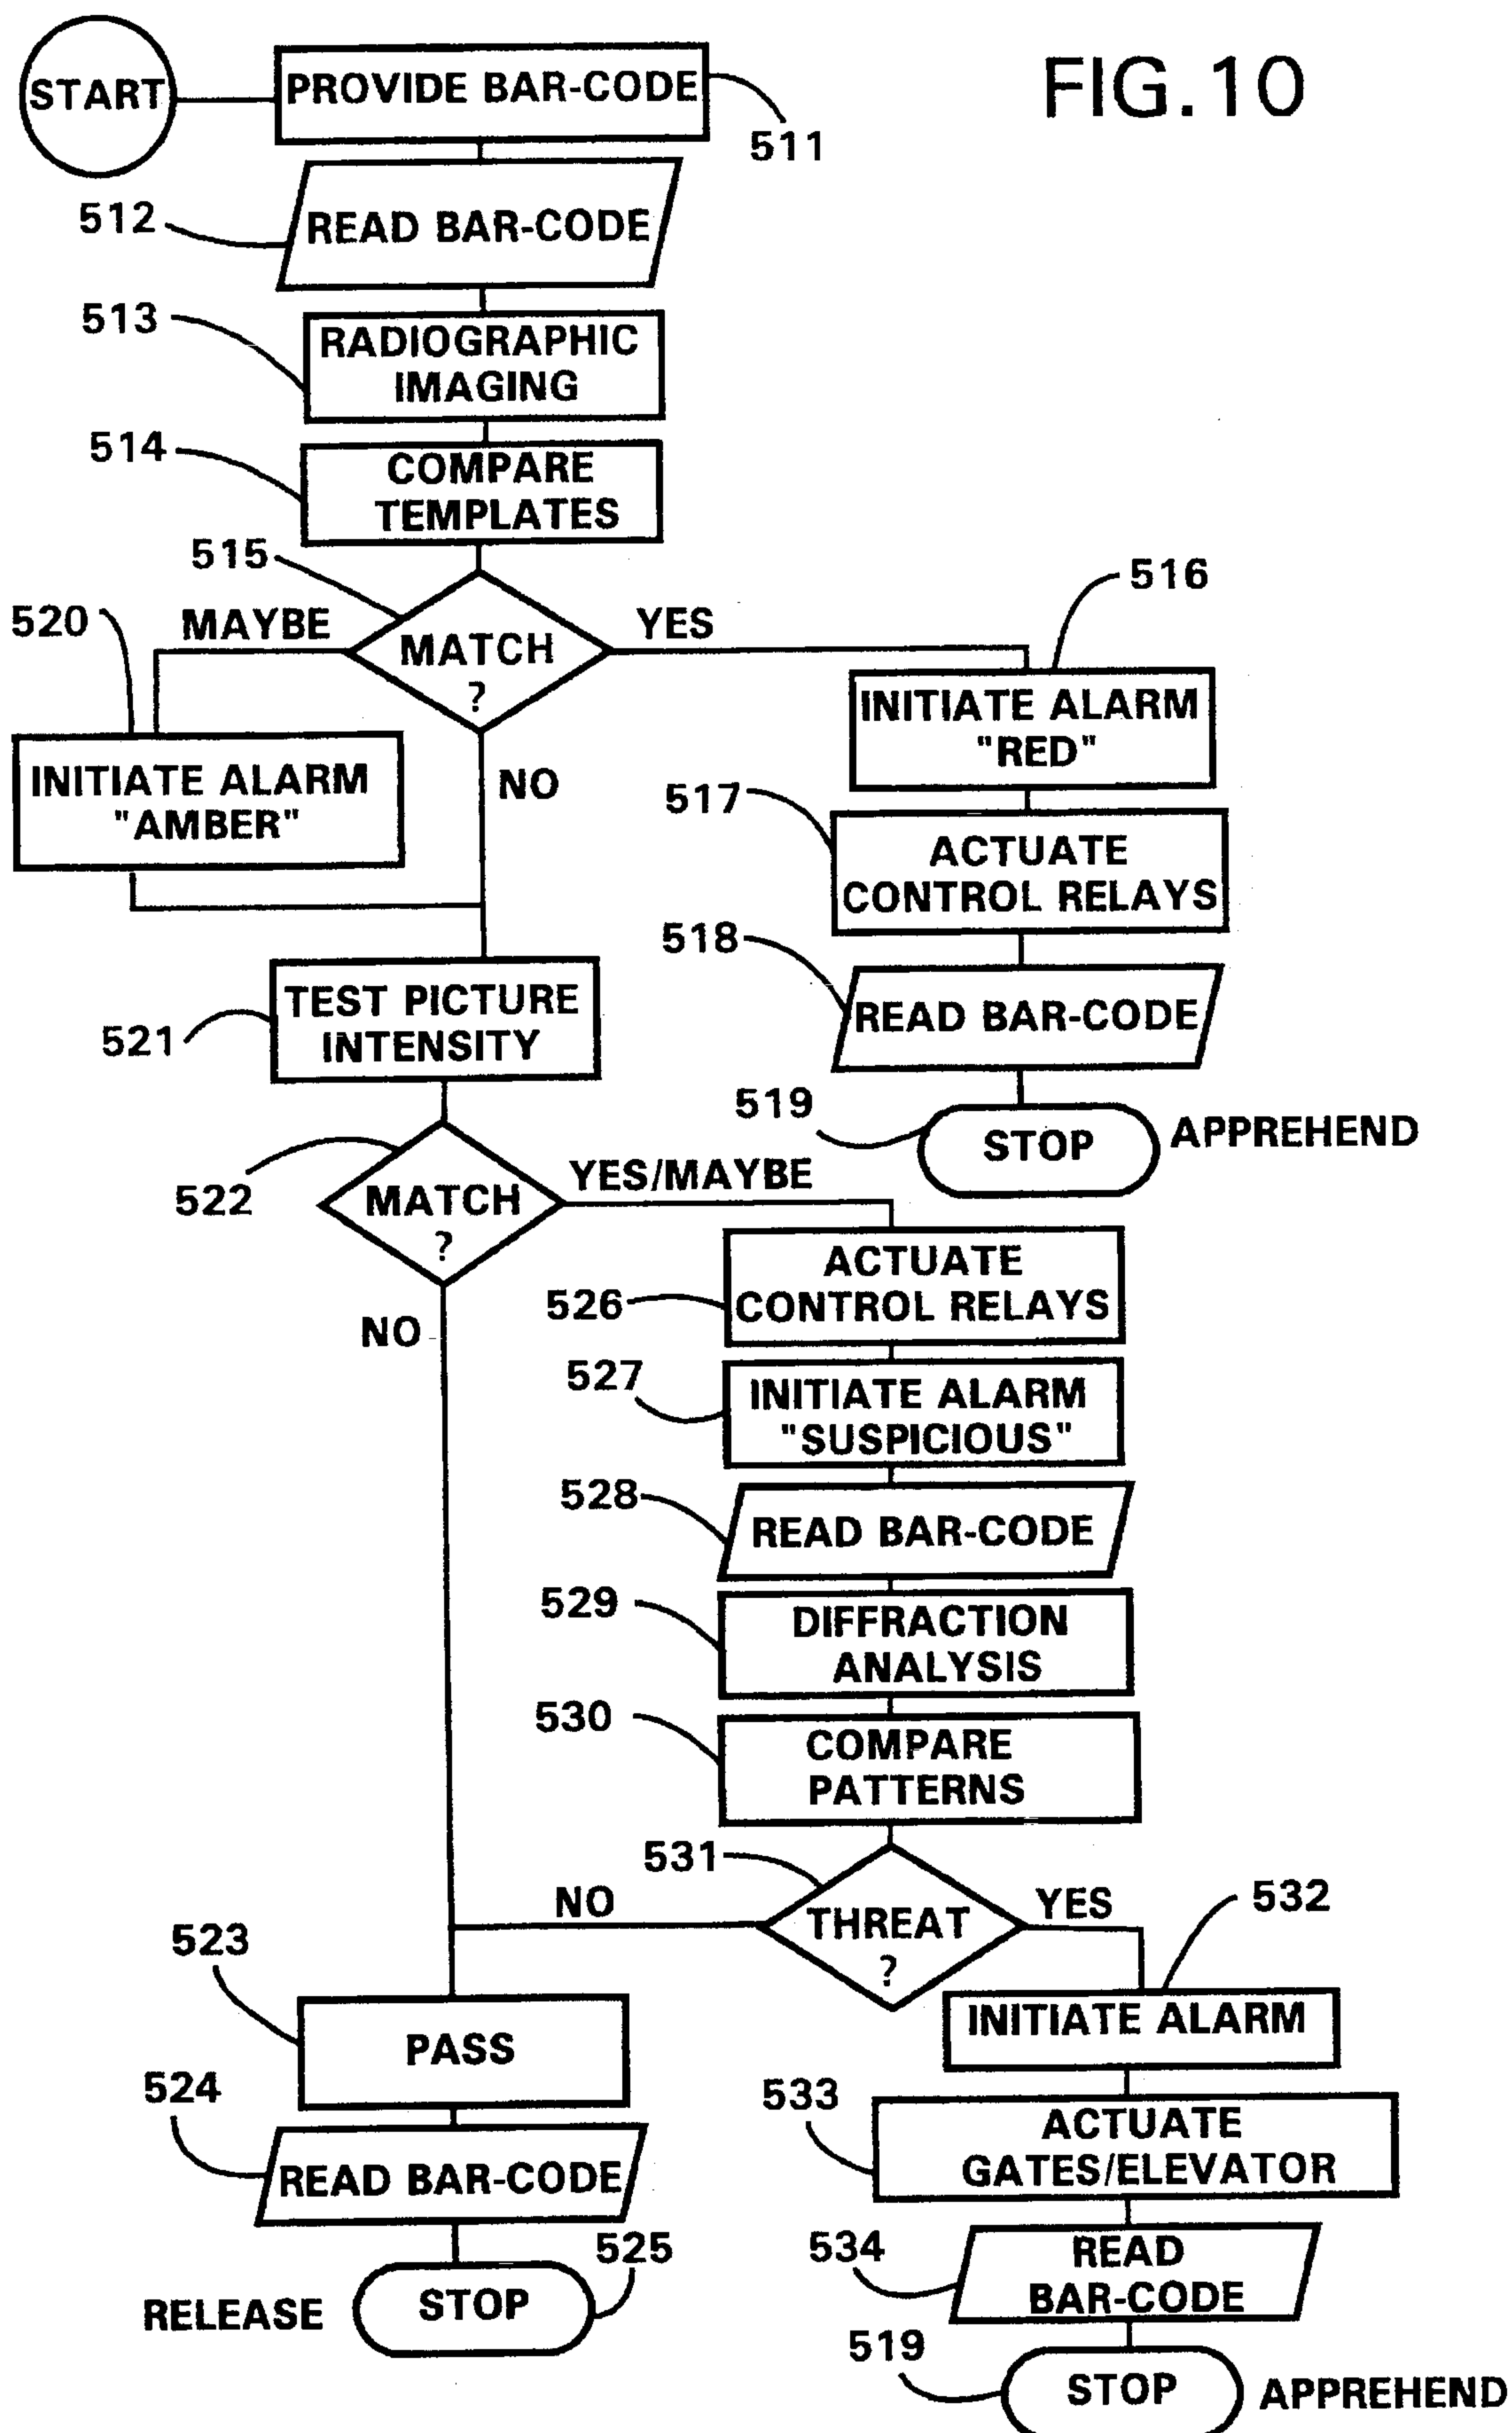 FIG.10
START
PROVIDE BAR-CODE
511
512
READ BAR-CODE
513
RADIOGRAPHIC
IMAGING
514
COMPARE
TEMPLATES
515
MATCH
?
MAYBE
YES
NO
520
INITIATE ALARM
"AMBER"
516
INITIATE ALARM
"RED"
517
ACTUATE
CONTROL RELAYS
518
READ BAR-CODE
519
STOP
APPREHEND
521
TEST PICTURE
INTENSITY
522
MATCH
?
YES/MAYBE
NO
526
ACTUATE
CONTROL RELAYS
527
INITIATE ALARM
"SUSPICIOUS"
528
READ BAR-CODE
529
DIFFRACTION
ANALYSIS
530
COMPARE
PATTERNS
531
THREAT
?
NO
YES
532
INITIATE ALARM
533
ACTUATE
GATES/ELEVATOR
534
READ
BAR-CODE
519
STOP
APPREHEND
523
PASS
524
READ BAR-CODE
525
STOP
RELEASE